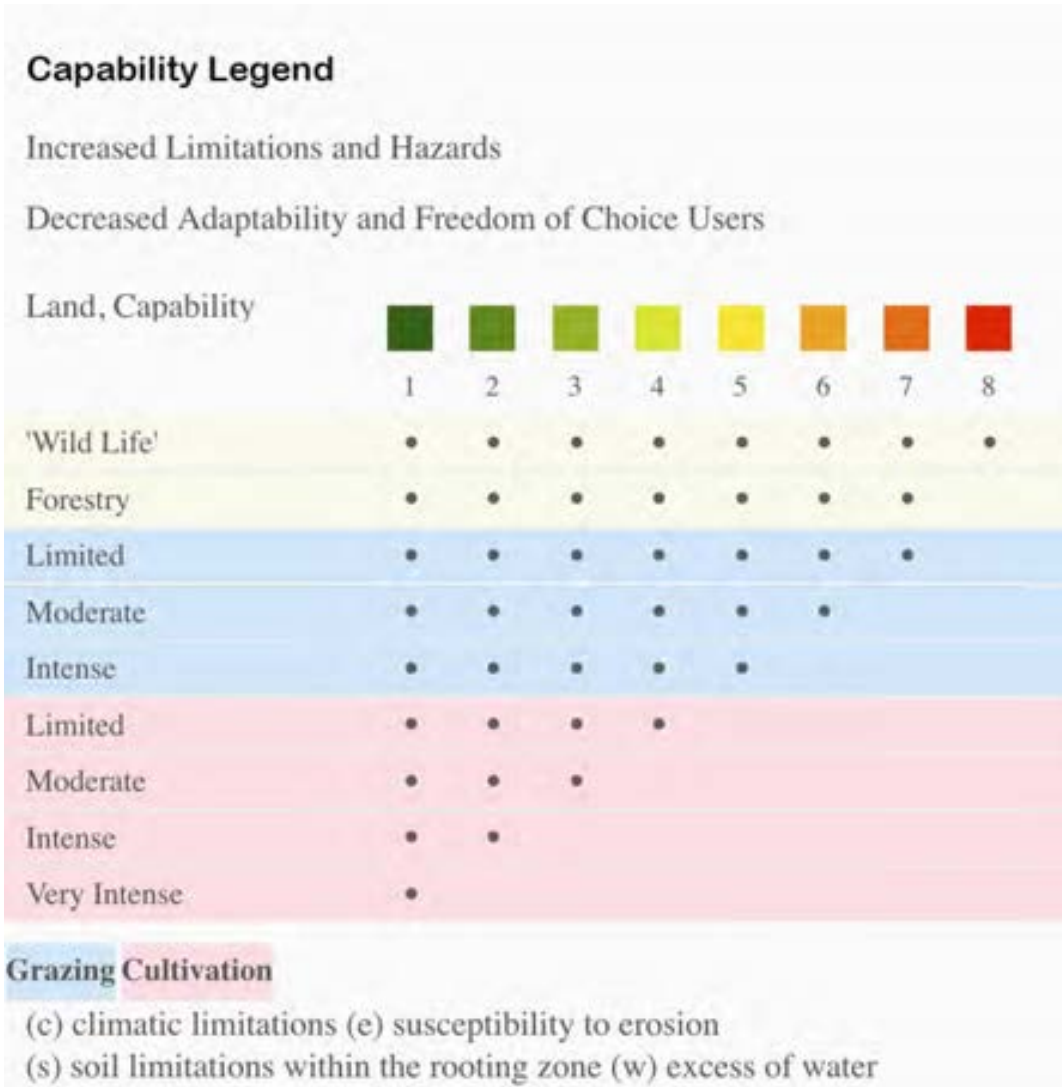 Capability Legend
Increased Limitations and Hazards
Decreased Adaptability and Freedom of Choice Users
Land, Capability
1 2 3 4 5 6 7 8
'Wild Life'
Forestry
Limited
Moderate
Intense
Limited
Moderate
Intense
Very Intense
Grazing Cultivation
(c) climatic limitations (e) susceptibility to erosion
(s) soil limitations within the rooting zone (w) excess of water